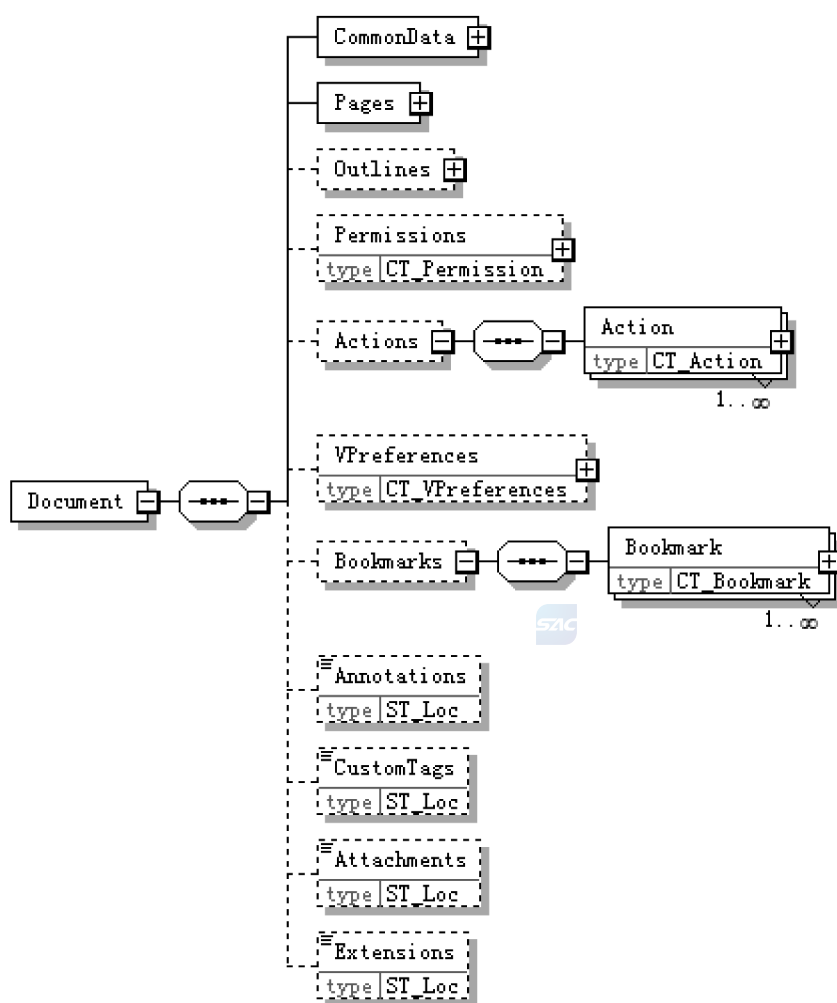 CommonData
Pages
Outlines
Permissions
type CT_Permission
Actions
Action
type CT_Action
1..∞
VPreferences
type CT_VPreferences
Document
Bookmarks
Bookmark
type CT_Bookmark
1..∞
SAC
Annotations
type ST_Loc
CustomTags
type ST_Loc
Attachments
type ST_Loc
Extensions
type ST_Loc